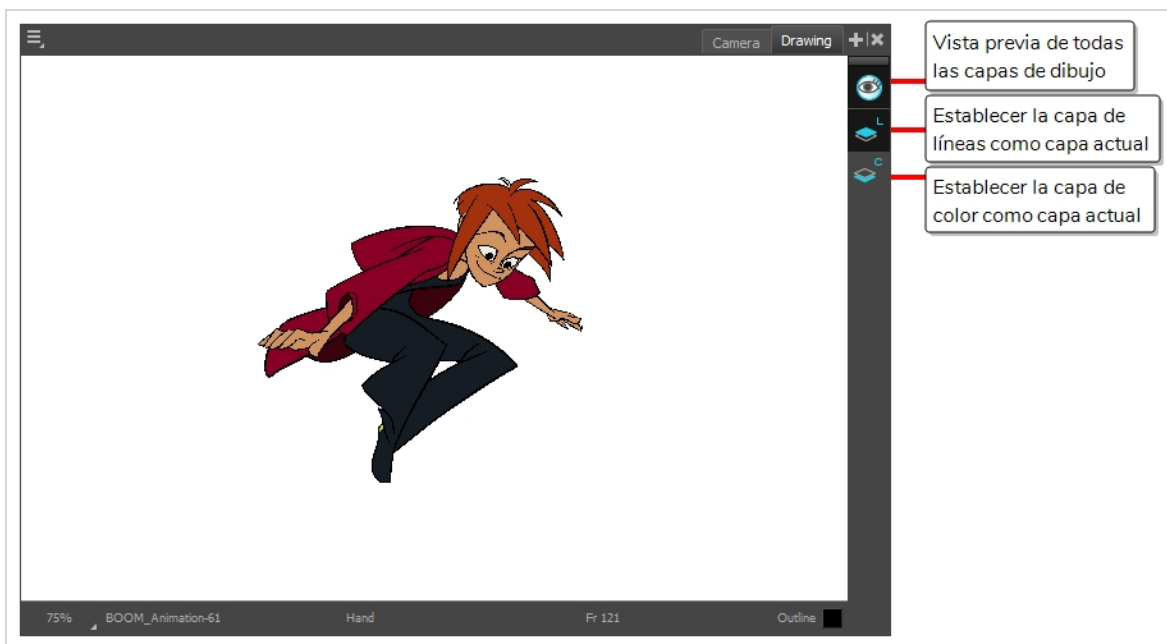 Camera
Drawing
Vista previa de todas
las capas de dibujo
L
Establecer la capa de
líneas como capa actual
C
Establecer la capa de
color como capa actual
75%
BOOM_Animation-61
Hand
Fr 121
Outline